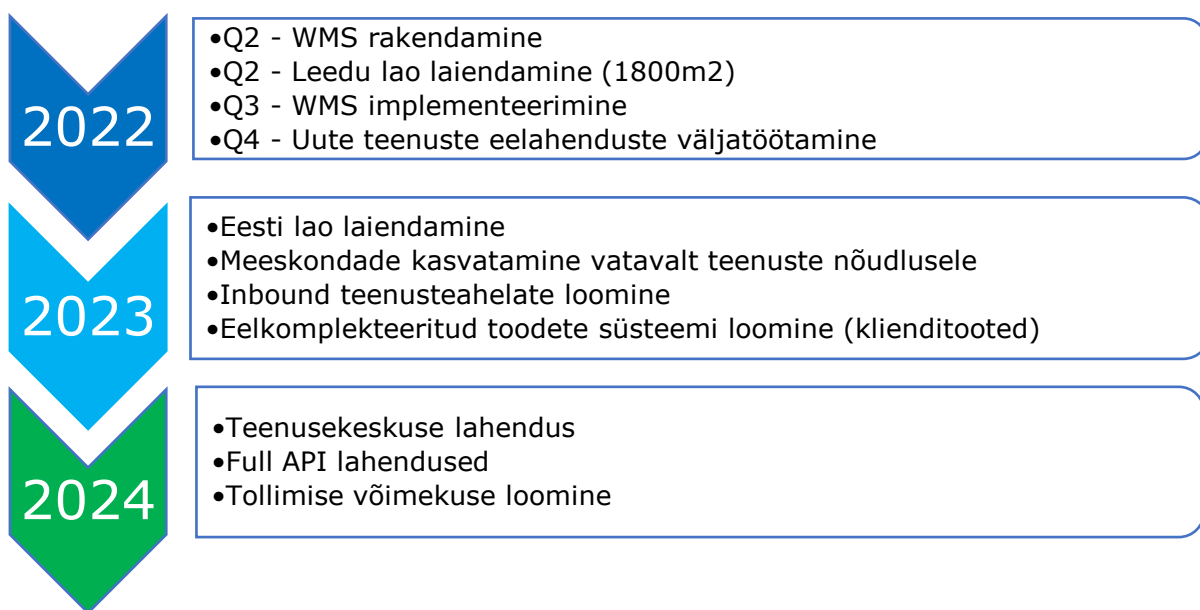 2022
•Q2 - WMS rakendamine
•Q2 - Leedu lao laiendamine (1800m2)
•Q3 - WMS implementeerimine
•Q4 - Uute teenuste eelahenduste väljatöötamine
2023
•Eesti lao laiendamine
•Meeskondade kasvatamine vatavalt teenuste nõudlusele
•Inbound teenusteahelate loomine
•Eelkomplekteeritud toodete süsteemi loomine (klienditooted)
2024
•Teenusekeskuse lahendus
•Full API lahendused
•Tollimise võimekuse loomine